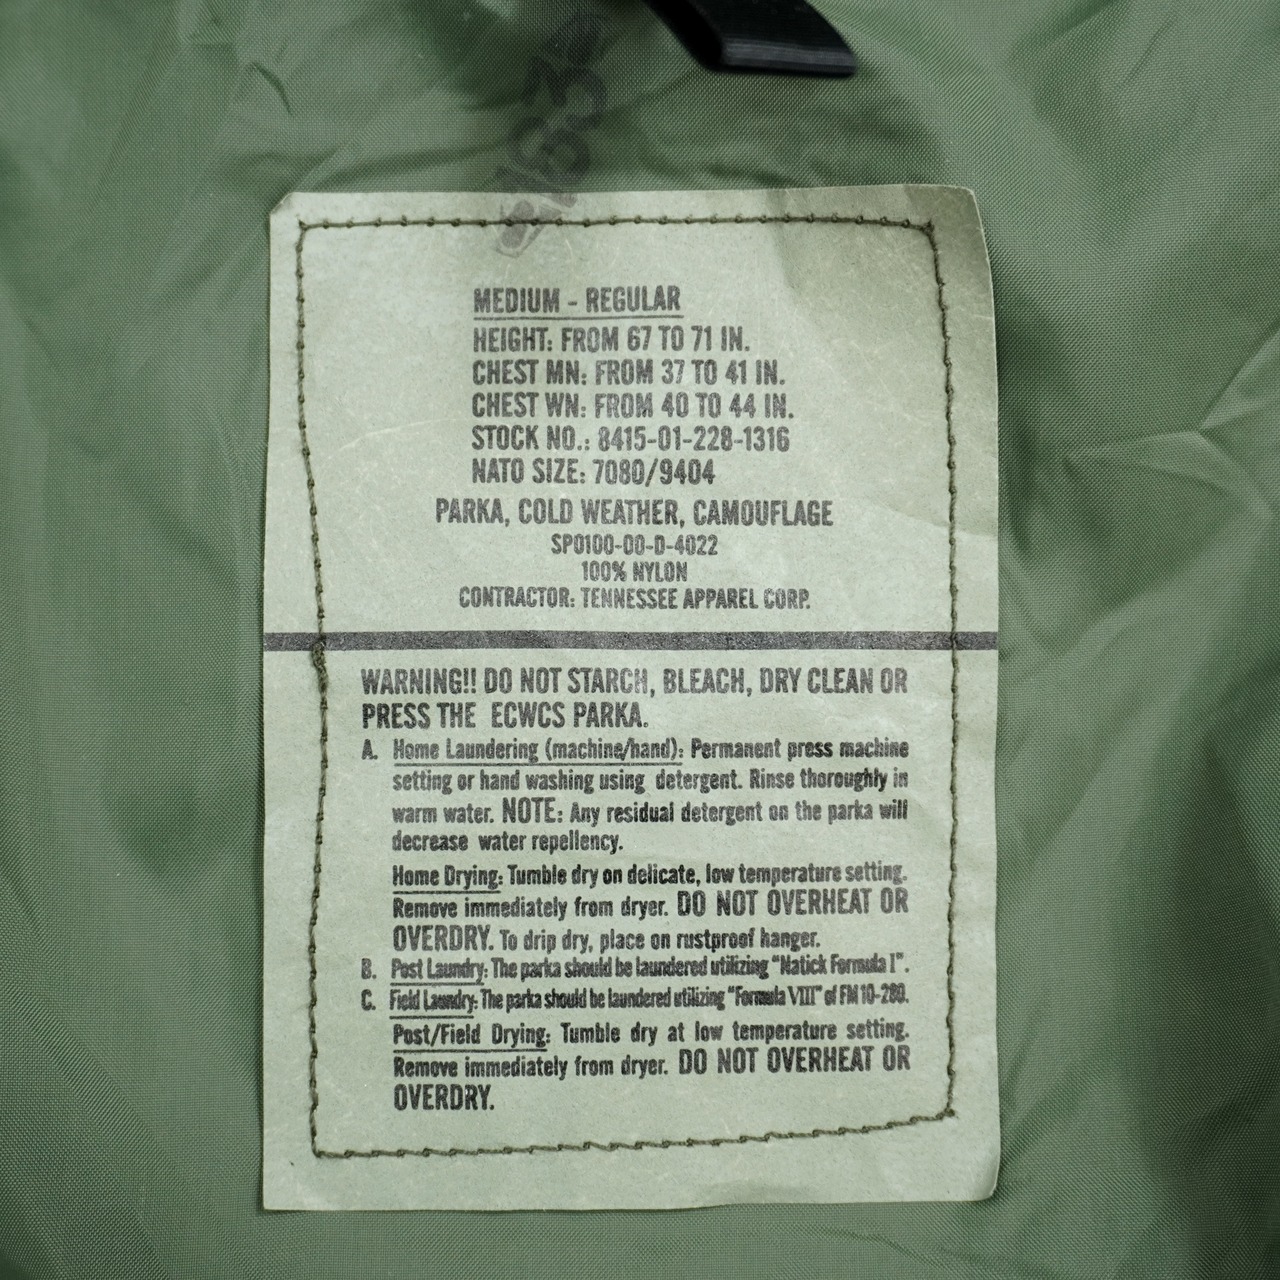 MEDIUM - REGULAR
HEIGHT: FROM 67 TO 71 IN.
CHEST MN: FROM 37 TO 41 IN.
CHEST WN: FROM 40 TO 44 IN.
STOCK NO.: 8415-01-228-1316
NATO SIZE: 7080/9404
PARKA, COLD WEATHER, CAMOUFLAGE
SP0100-00-D-4022
100% NYLON
CONTRACTOR: TENNESSEE APPAREL CORP.
WARNING!! DO NOT STARCH, BLEACH, DRY CLEAN OR
PRESS THE ECWCS PARKA.
A. Home Laundering (machine/hand): Permanent press machine
setting or hand washing using detergent. Rinse thoroughly in
warm water. NOTE: Any residual detergent on the parka will
decrease water repellency.
Home Drying: Tumble dry on delicate, low temperature setting.
Remove immediately from dryer. DO NOT OVERHEAT OR
OVERDRY. To drip dry, place on rustproof hanger.
B. Post Laundry: The parka should be laundered utilizing "Natick Formula I".
C. Field Laundry: The parka should be laundered utilizing "Formula VIII" of FM 10-280.
Post/Field Drying: Tumble dry at low temperature setting.
Remove immediately from dryer. DO NOT OVERHEAT OR
OVERDRY.